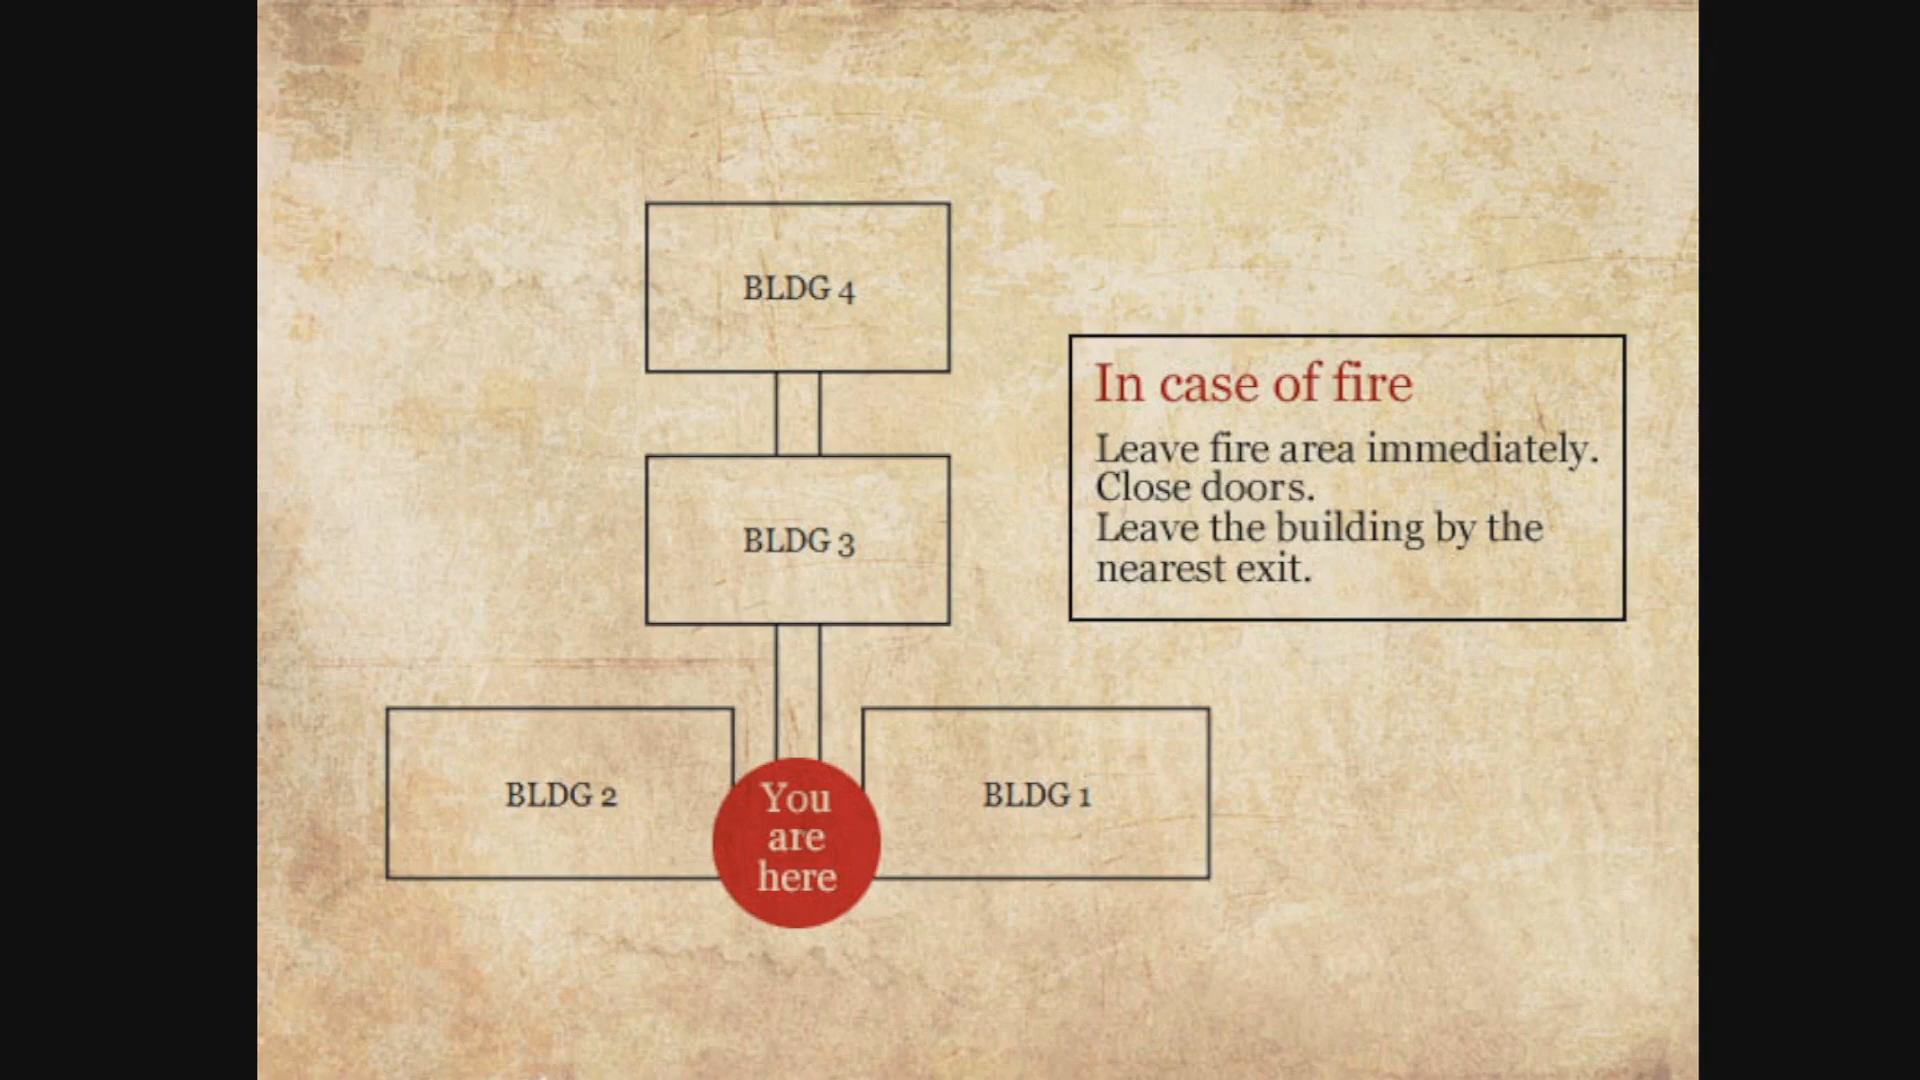 BLDG 4
In case of fire
Leave fire area immediately.
Close doors.
Leave the building by the
nearest exit.
BLDG 3
BLDG 2
You
are
here
BLDG 1